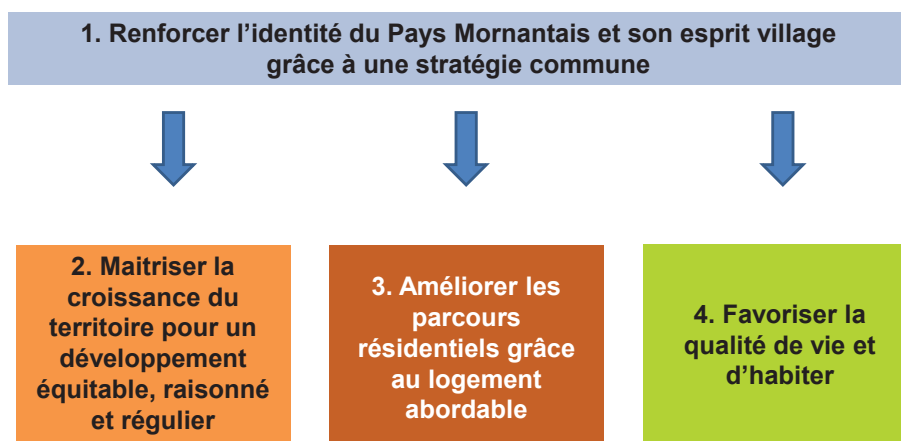 1. Renforcer l’identité du Pays Mornantais et son esprit village
grâce à une stratégie commune
2. Maitriser la
croissance du
territoire pour un
développement
équitable, raisonné
et régulier
3. Améliorer les
parcours
résidentiels grâce
au logement
abordable
4. Favoriser la
qualité de vie et
d’habiter